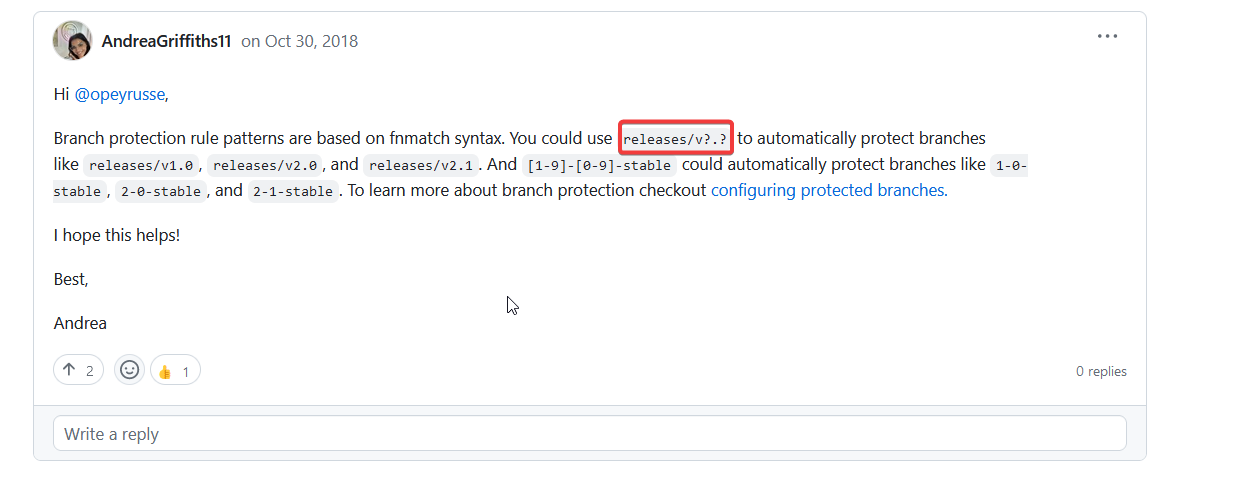 AndreaGriffiths11 on Oct 30, 2018
Hi @opeyrusse,
Branch protection rule patterns are based on fnmatch syntax. You could use releases/v?.? to automatically protect branches
like releases/v1.0, releases/v2.0, and releases/v2.1. And [1-9]-[0-9]-stable could automatically protect branches like 1-0-
stable, 2-0-stable, and 2-1-stable. To learn more about branch protection checkout configuring protected branches.
I hope this helps!
Best,
Andrea
2 1 0 replies
Write a reply